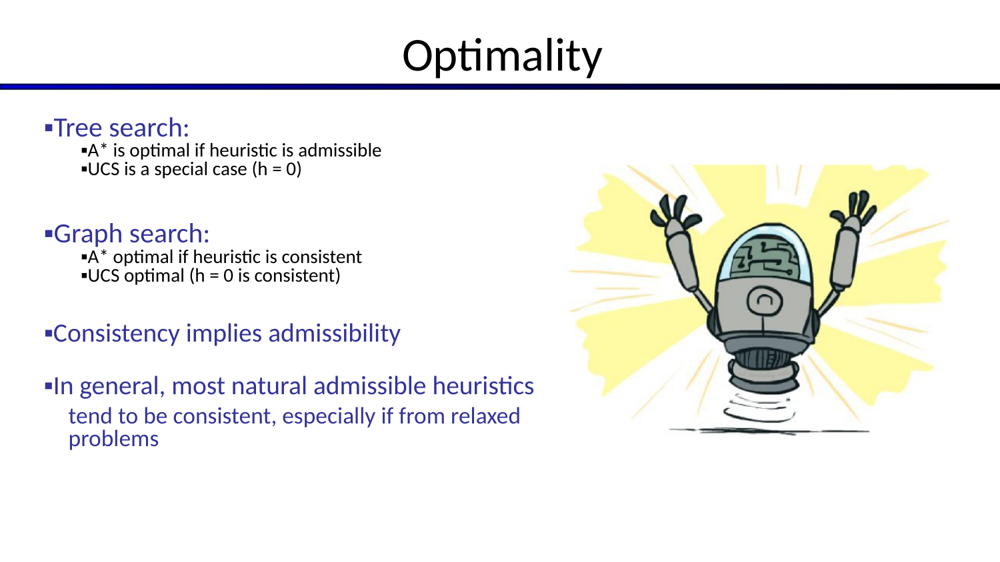 Optimality
▪Tree search:
▪A* is optimal if heuristic is admissible
▪UCS is a special case (h = 0)
▪Graph search:
▪A* optimal if heuristic is consistent
▪UCS optimal (h = 0 is consistent)
▪Consistency implies admissibility
▪In general, most natural admissible heuristics
tend to be consistent, especially if from relaxed
problems